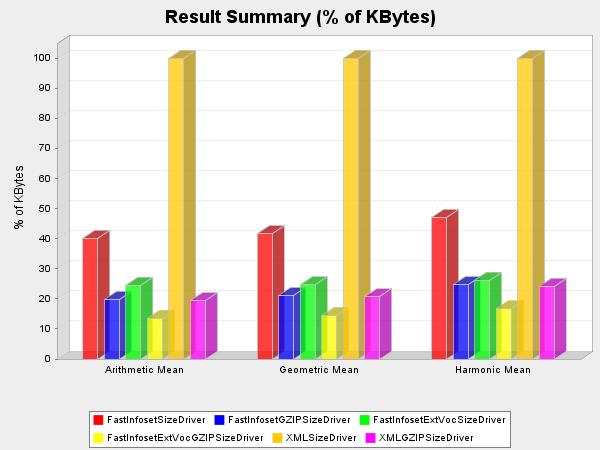 Result Summary (% of KBytes)
100
90
80
70
60
50
40
30
20
10
0
% of KBytes
Arithmetic Mean
Geometric Mean
Harmonic Mean
FastInfosetSizeDriver FastInfosetGZIPSizeDriver FastInfosetExtVocSizeDriver
FastInfosetExtVocGZIPSizeDriver XMLSizeDriver XMLGZIPSizeDriver